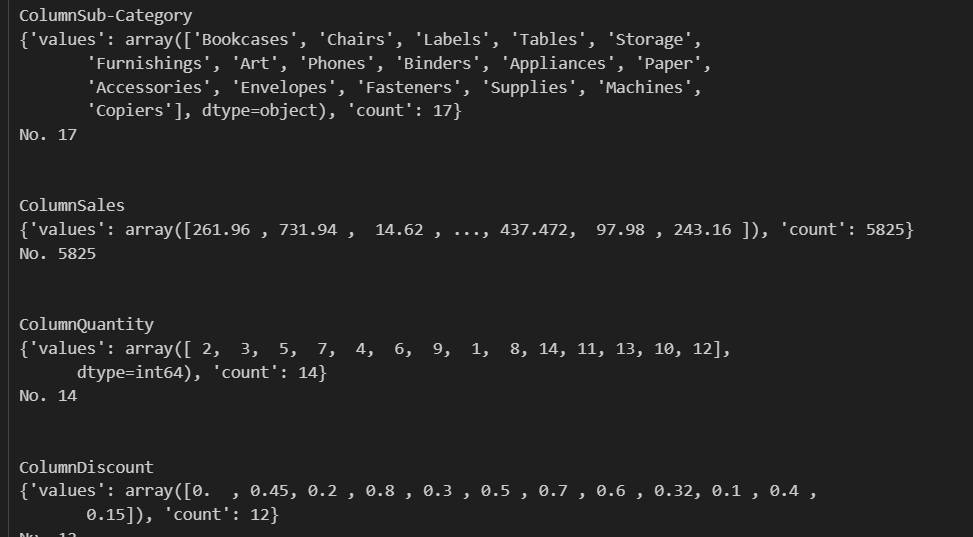 ColumnSub-Category
{'values': array(['Bookcases', 'Chairs', 'Labels', 'Tables', 'Storage',
'Furnishings', 'Art', 'Phones', 'Binders', 'Appliances', 'Paper',
'Accessories', 'Envelopes', 'Fasteners', 'Supplies', 'Machines',
'Copiers'], dtype=object), 'count': 17}
No. 17
ColumnSales
{'values': array([261.96 , 731.94 ,  14.62 , ..., 437.472,  97.98 , 243.16 ]), 'count': 5825}
No. 5825
ColumnQuantity
{'values': array([ 2,  3,  5,  7,  4,  6,  9,  1,  8, 14, 11, 13, 10, 12],
dtype=int64), 'count': 14}
No. 14
ColumnDiscount
{'values': array([0.  , 0.45, 0.2 , 0.8 , 0.3 , 0.5 , 0.7 , 0.6 , 0.32, 0.1 , 0.4 ,
0.15]), 'count': 12}
No. 12